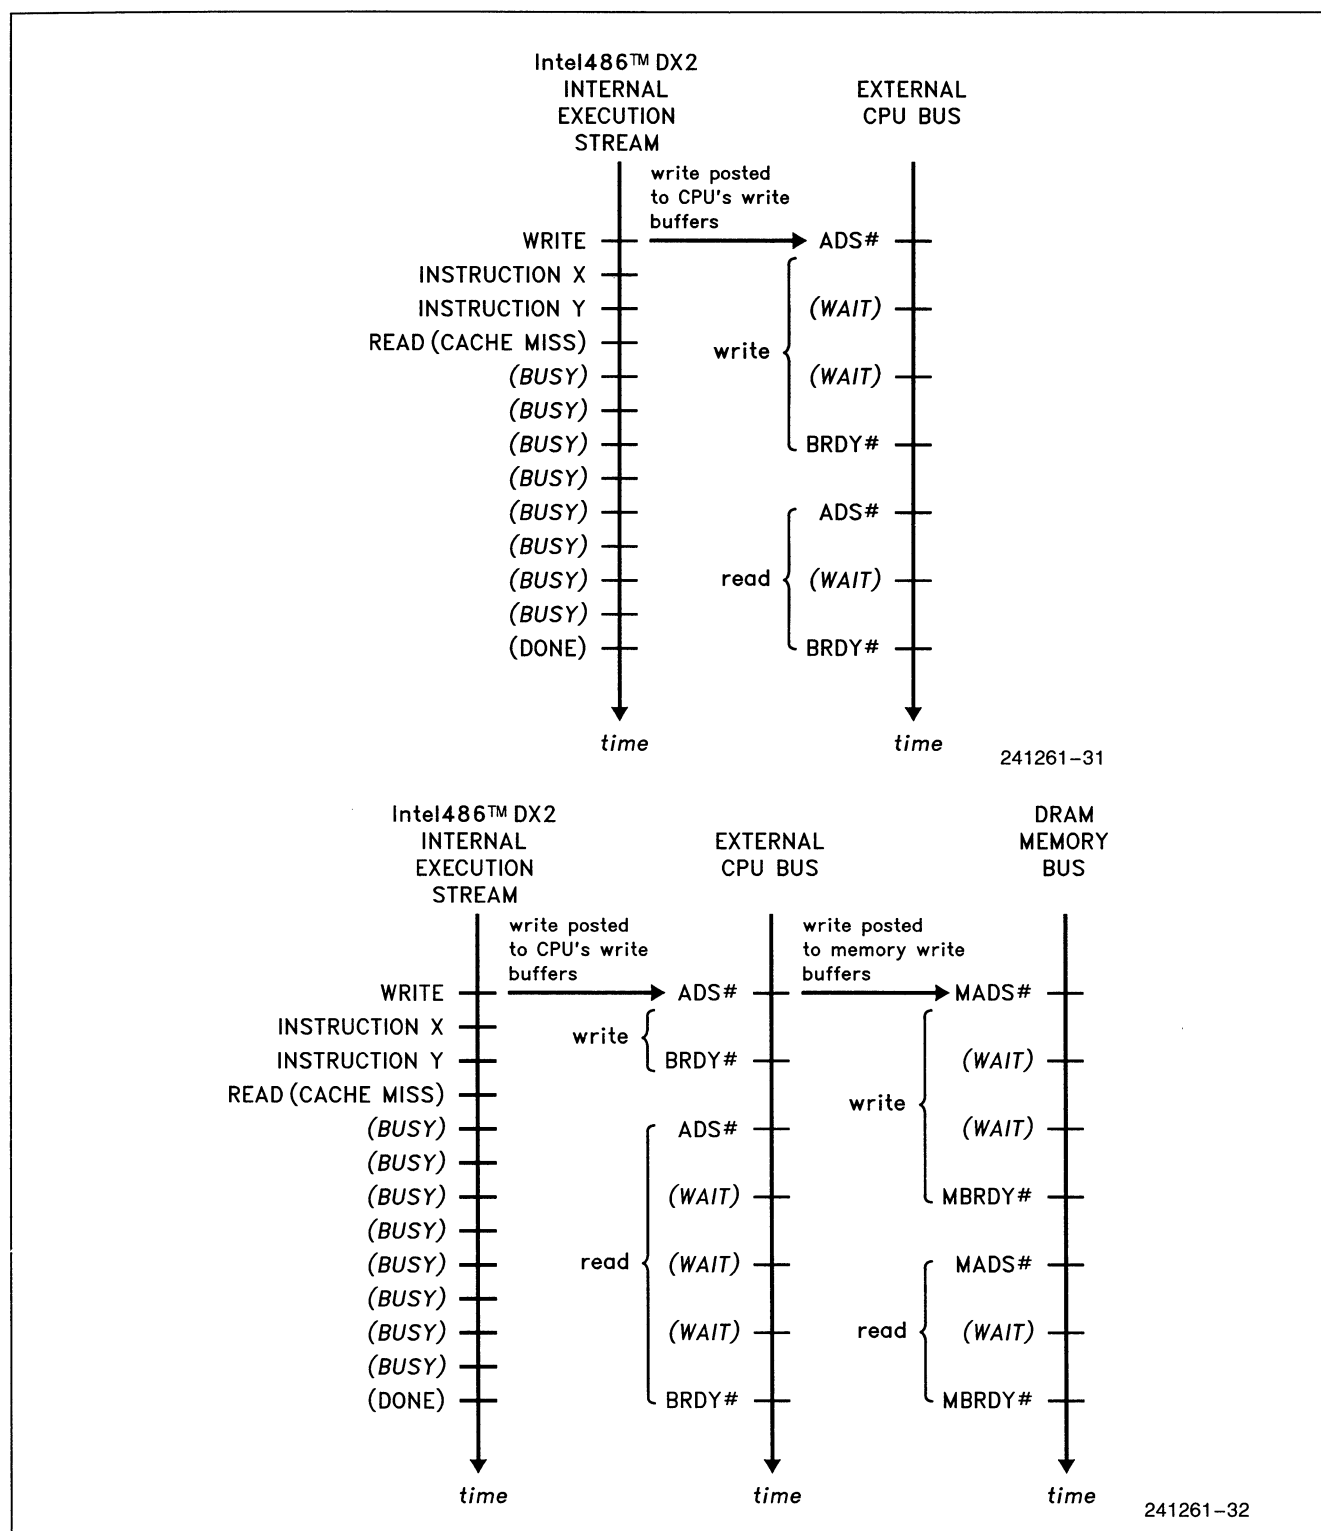 Intel486™ DX2
INTERNAL
EXECUTION
STREAM
EXTERNAL
CPU BUS
write posted
to CPU's write
buffers
WRITE
ADS#
INSTRUCTION X
INSTRUCTION Y
(WAIT)
READ (CACHE MISS)
write
(BUSY)
(WAIT)
(BUSY)
(BUSY)
BRDY#
(BUSY)
(BUSY)
ADS#
(BUSY)
(BUSY)
read
(WAIT)
(BUSY)
(DONE)
BRDY#
time
time
241261-31
Intel486™ DX2
INTERNAL
EXECUTION
STREAM
EXTERNAL
CPU BUS
DRAM
MEMORY
BUS
write posted
to CPU's write
buffers
write posted
to memory write
buffers
WRITE
ADS#
MADS#
INSTRUCTION X
write
INSTRUCTION Y
BRDY#
(WAIT)
READ (CACHE MISS)
write
(BUSY)
ADS#
(WAIT)
(BUSY)
(BUSY)
(WAIT)
MBRDY#
(BUSY)
(BUSY)
read
(WAIT)
MADS#
(BUSY)
(BUSY)
(WAIT)
read
(WAIT)
(BUSY)
(DONE)
BRDY#
MBRDY#
time
time
time
241261-32